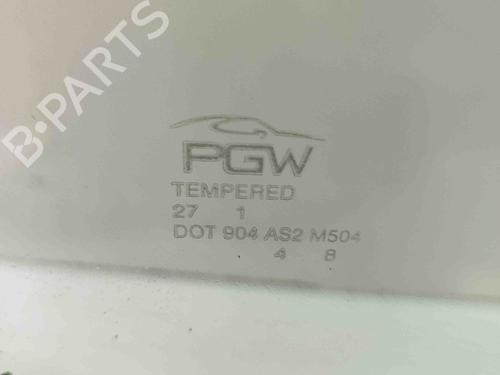 B-PARTS
PGW
TEMPERED
27 1
DOT 904 AS2 M504
4 8